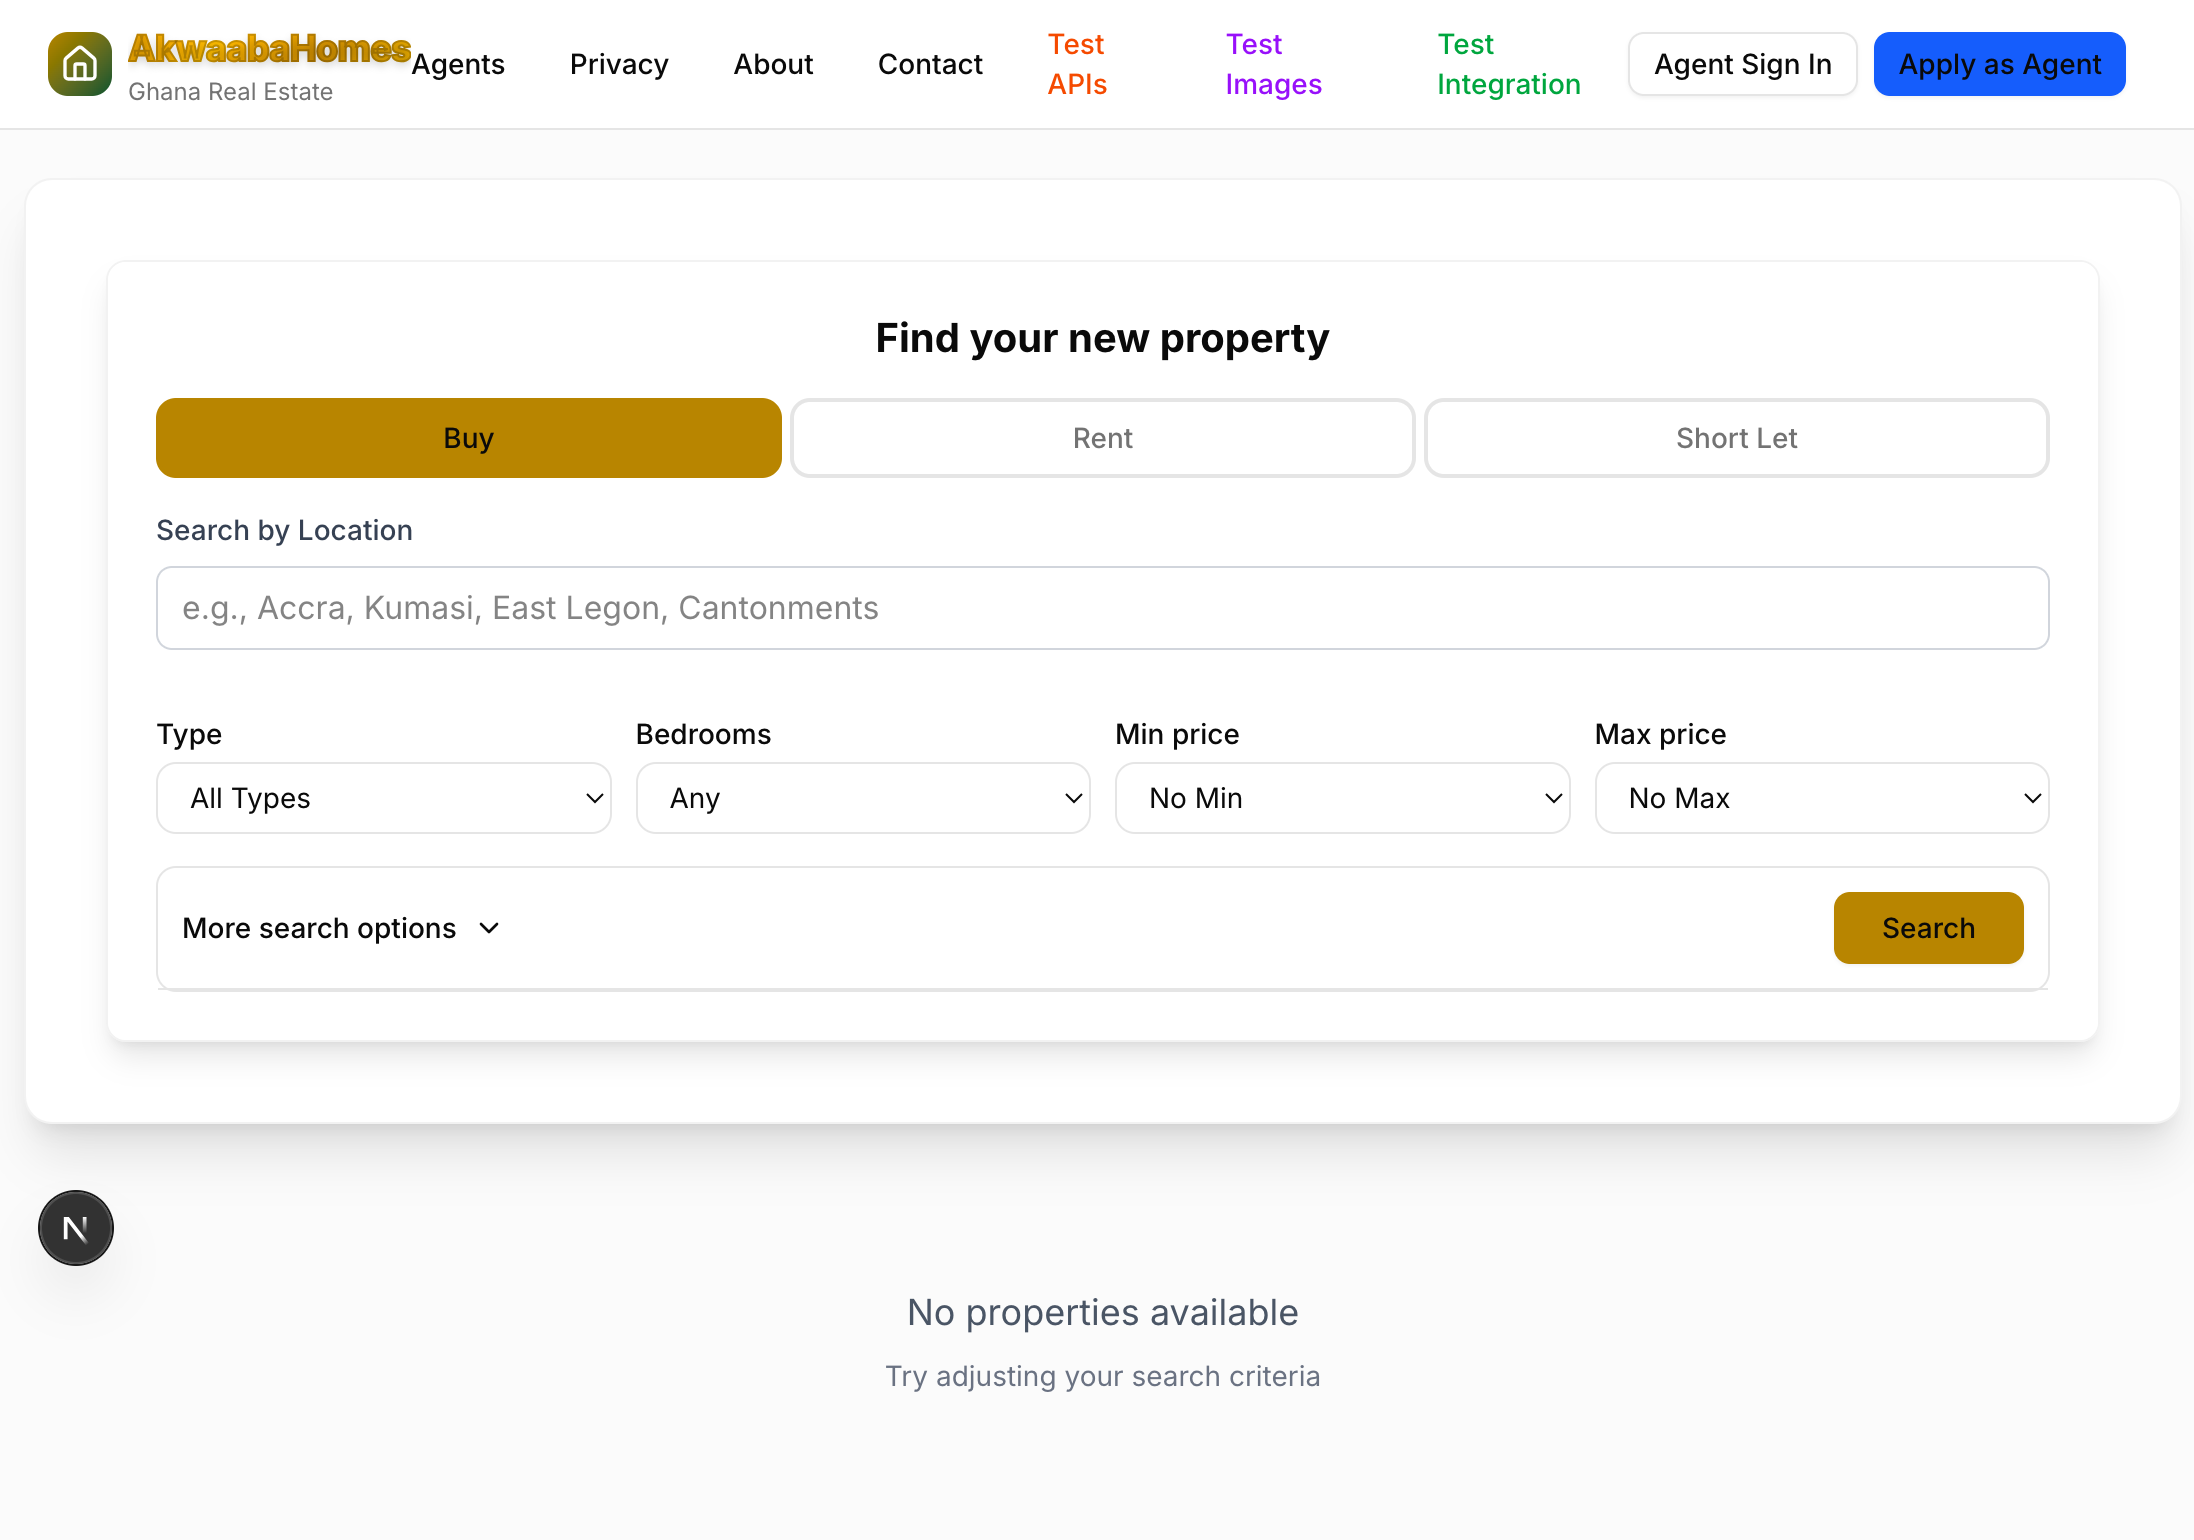 AkwaabaHomes
Ghana Real Estate
Agents
Privacy
About
Contact
Test
APIs
Test
Images
Test
Integration
Agent Sign In
Apply as Agent
Find your new property
Buy
Rent
Short Let
Search by Location
e.g., Accra, Kumasi, East Legon, Cantonments
Type
Bedrooms
Min price
Max price
All Types
Any
No Min
No Max
More search options
Search
N
No properties available
Try adjusting your search criteria